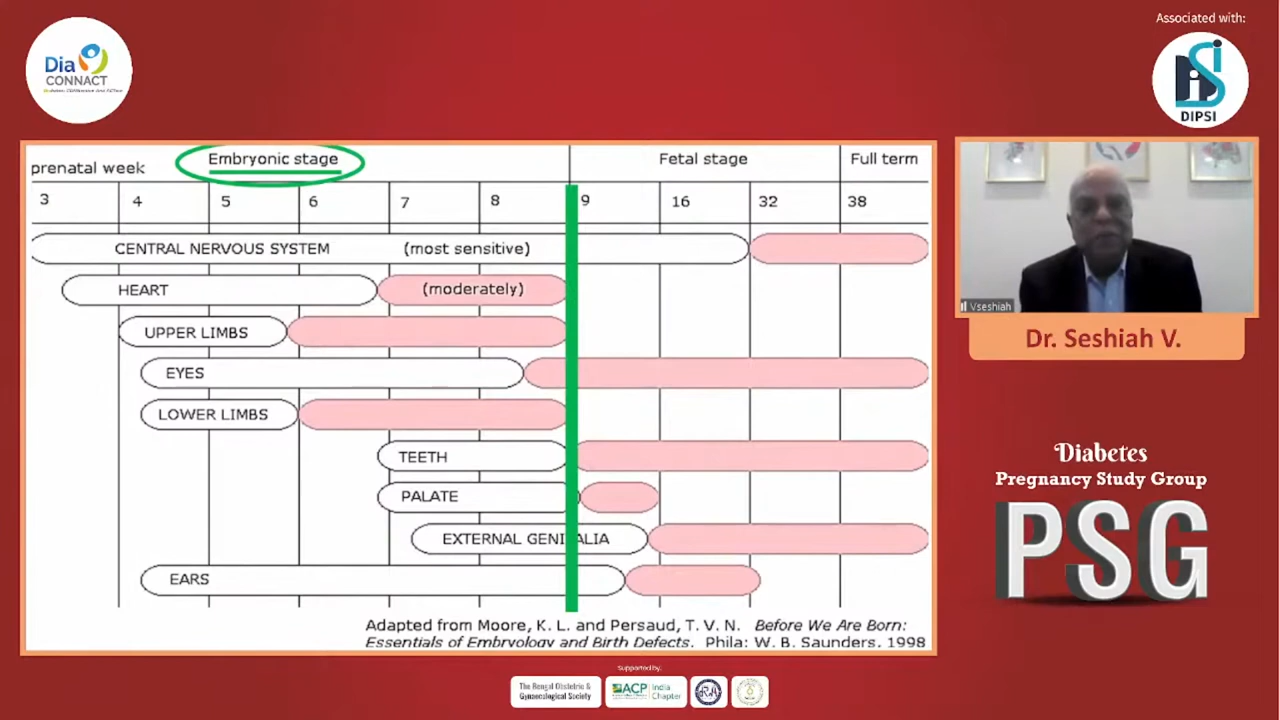 Associated with:
Dia
CONNACT
DIPSI
prenatal week
Embryonic stage
Fetal stage
Full term
3 4 5 6 7 8 9 16 32 38
CENTRAL NERVOUS SYSTEM (most sensitive)
HEART (moderately)
UPPER LIMBS
EYES
LOWER LIMBS
TEETH
PALATE
EXTERNAL GENITALIA
EARS
Adapted from Moore, K. L. and Persaud, T. V. N. Before We Are Born:
Essentials of Embryology and Birth Defects. Phila: W. B. Saunders. 1998
Vseshiah
Dr. Seshiah V.
Diabetes
Pregnancy Study Group
PSG
Supported by:
The Bengal Obstetric &
Gynaecological Society
ACP
India
Chapter